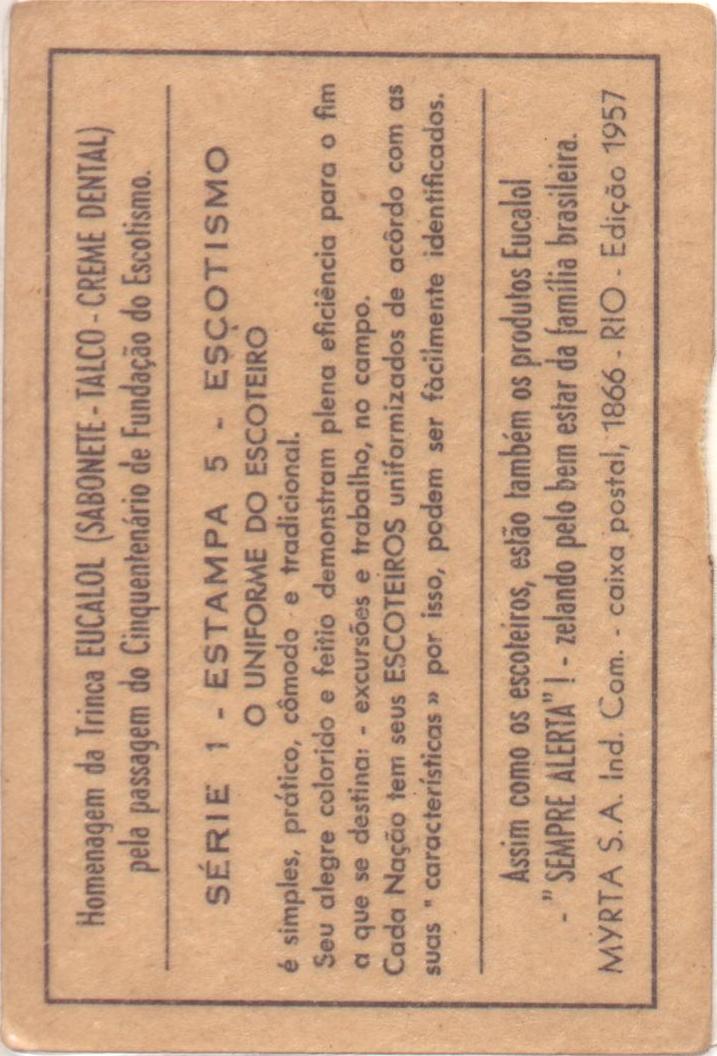 Homenagem da Trinca EUCALOL (SABONETE - TALCO - CREME DENTAL)
pela passagem do Cinquentenário de Fundação do Escotismo.
SÉRIE 1 - ESTAMPA 5 - ESCOTISMO
O UNIFORME DO ESCOTEIRO
é simples, prático, cômodo e tradicional.
Seu alegre colorido e feitio demonstram plena eficiência para o fim
a que se destina: - excursões e trabalho, no campo.
Cada Nação tem seus ESCOTEIROS uniformizados de acôrdo com as
suas " características » por isso, podem ser fàcilmente identificados.
Assim como os escoteiros, estão também os produtos Eucalol
- " SEMPRE ALERTA" ! - zelando pelo bem estar da família brasileira.
MYRTA S. A. Ind. Com. - caixa postal, 1866 - RIO - Edição 1957